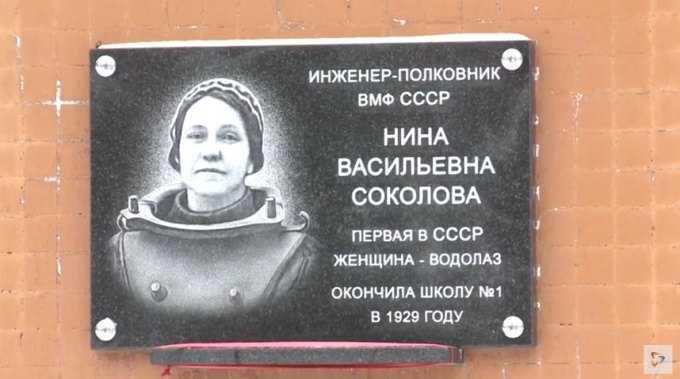 ИНЖЕНЕР-ПОЛКОВНИК
ВМФ СССР
НИНА
ВАСИЛЬЕВНА
СОКОЛОВА
ПЕРВАЯ В СССР
ЖЕНЩИНА - ВОДОЛАЗ
ОКОНЧИЛА ШКОЛУ №1
В 1929 ГОДУ